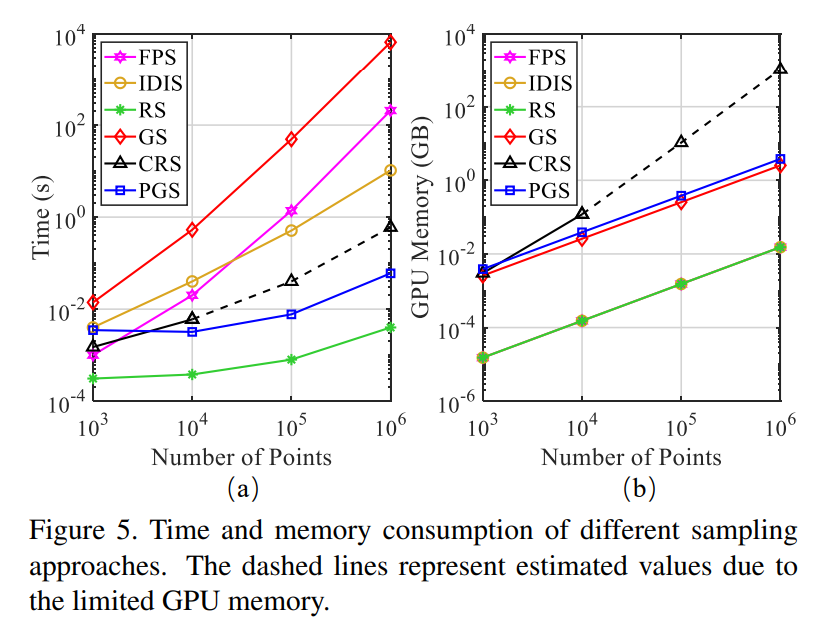 10^4
10^2
10^0
10^-2
10^-4
Time (s)
FPS
IDIS
RS
GS
CRS
PGS
10^3
10^4
10^5
10^6
Number of Points
(a)
10^4
10^2
10^0
10^-2
10^-4
10^-6
GPU Memory (GB)
FPS
IDIS
RS
GS
CRS
PGS
10^3
10^4
10^5
10^6
Number of Points
(b)
Figure 5. Time and memory consumption of different sampling
approaches. The dashed lines represent estimated values due to
the limited GPU memory.